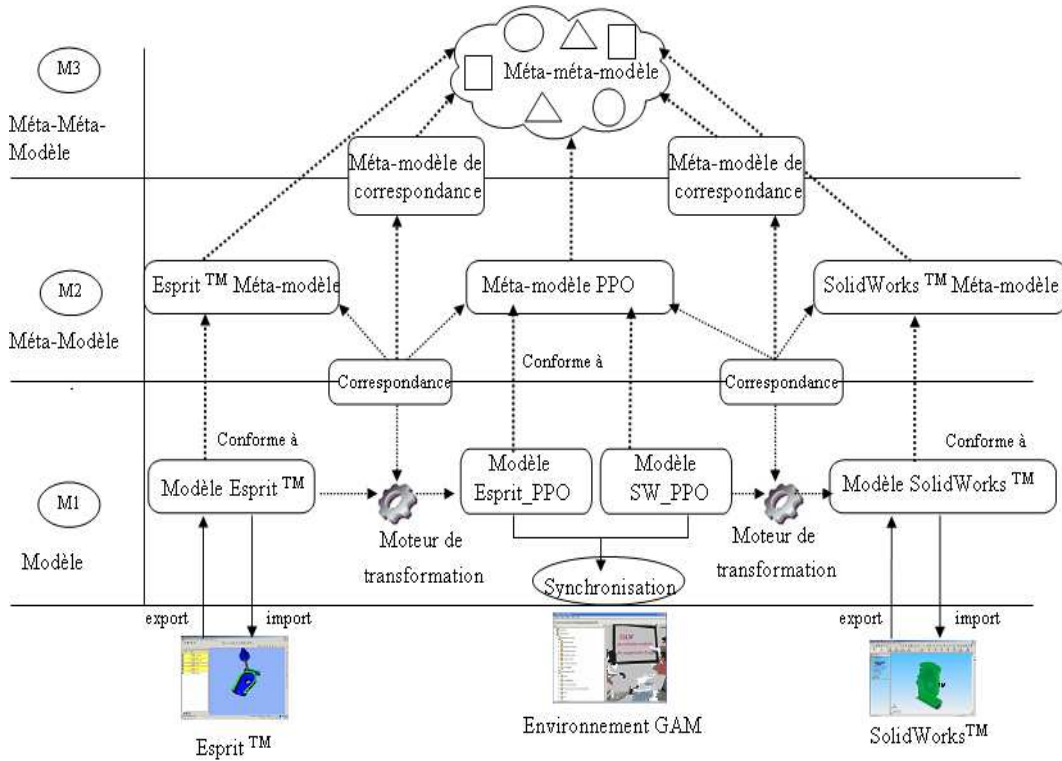 M3
Méta-Méta-
Modèle
Méta-méta-modèle
Méta-modèle de
correspondance
Méta-modèle de
correspondance
M2
Méta-Modèle
Esprit TM Méta-modèle
Méta-modèle PPO
SolidWorks TM Méta-modèle
Conforme à
Correspondance
Correspondance
Conforme à
Conforme à
M1
Modèle
Modèle Esprit TM
Modèle
Esprit_PPO
Modèle
SW_PPO
Modèle SolidWorks TM
Moteur de
transformation
Moteur de
transformation
Synchronisation
export
import
export
import
Esprit TM
Environnement GAM
SolidWorks TM